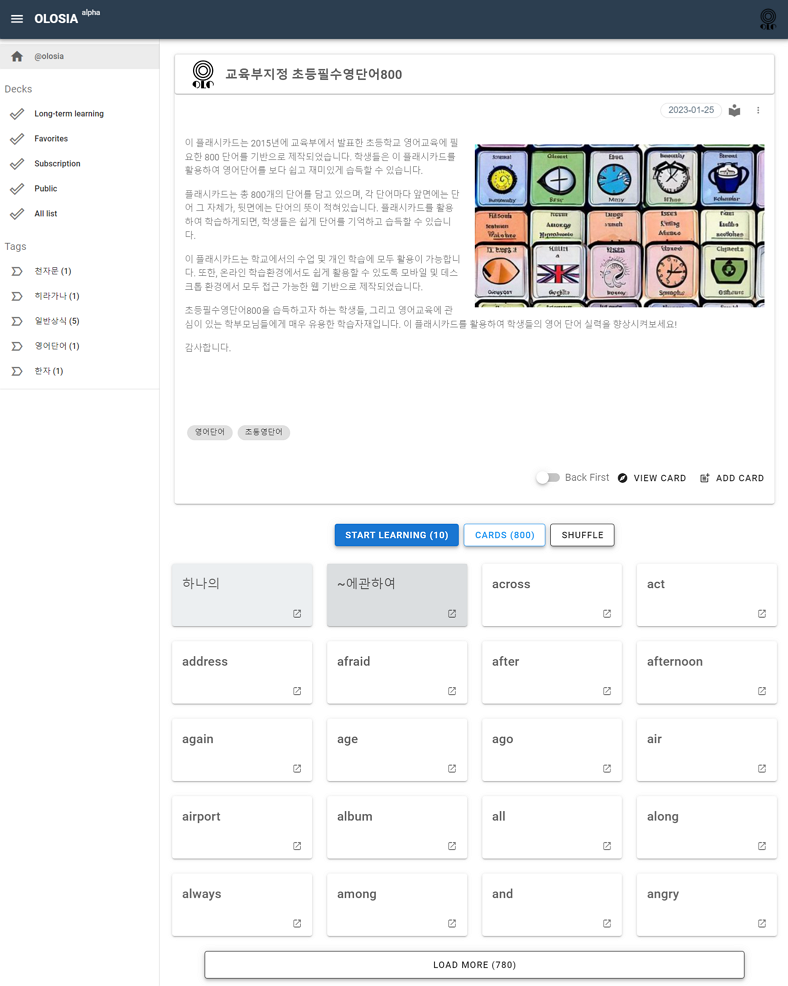 OLOSIA alpha
OLO
@olosia
Decks
Long-term learning
Favorites
Subscription
Public
All list
Tags
천자문 (1)
히라가나 (1)
일반상식 (5)
영어단어 (1)
한자 (1)
OLO
교육부지정 초등필수영단어800
2023-01-25
이 플래시카드는 2015년에 교육부에서 발표한 초등학교 영어교육에 필
요한 800 단어를 기반으로 제작되었습니다. 학생들은 이 플래시카드를
활용하여 영어단어를 보다 쉽고 재미있게 습득할 수 있습니다.
플래시카드는 총 800개의 단어를 담고 있으며, 각 단어마다 앞면에는 단
어 그 자체가, 뒷면에는 단어의 뜻이 적혀있습니다. 플래시카드를 활용
하여 학습하게되면, 학생들은 쉽게 단어를 기억하고 습득할 수 있습니
다.
이 플래시카드는 학교에서의 수업 및 개인 학습에 모두 활용이 가능합니
다. 또한, 온라인 학습환경에서도 쉽게 활용할 수 있도록 모바일 및 데스
크톱 환경에서 모두 접근 가능한 웹 기반으로 제작되었습니다.
초등필수영단어800을 습득하고자 하는 학생들, 그리고 영어교육에 관
심이 있는 학부모님들에게 매우 유용한 학습자재입니다. 이 플래시카드를 활용하여 학생들의 영어 단어 실력을 향상시켜보세요!
감사합니다.
영어단어 초등영단어
Back First VIEW CARD ADD CARD
START LEARNING (10) CARDS (800) SHUFFLE
하나의 ~에관하여 across act
address afraid after afternoon
again age ago air
airport album all along
always among and angry
LOAD MORE (780)